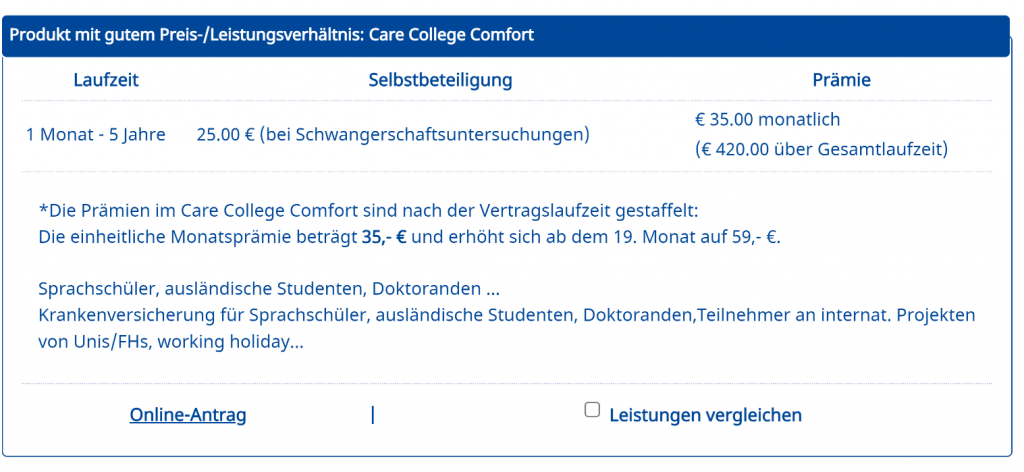 Produkt mit gutem Preis-/Leistungsverhältnis: Care College Comfort
Laufzeit Selbstbeteiligung Prämie
1 Monat - 5 Jahre 25.00 € (bei Schwangerschaftsuntersuchungen) € 35.00 monatlich
(€ 420.00 über Gesamtlaufzeit)
*Die Prämien im Care College Comfort sind nach der Vertragslaufzeit gestaffelt:
Die einheitliche Monatsprämie beträgt 35,- € und erhöht sich ab dem 19. Monat auf 59,- €.
Sprachschüler, ausländische Studenten, Doktoranden ...
Krankenversicherung für Sprachschüler, ausländische Studenten, Doktoranden,Teilnehmer an internat. Projekten
von Unis/FHs, working holiday...
Online-Antrag | Leistungen vergleichen